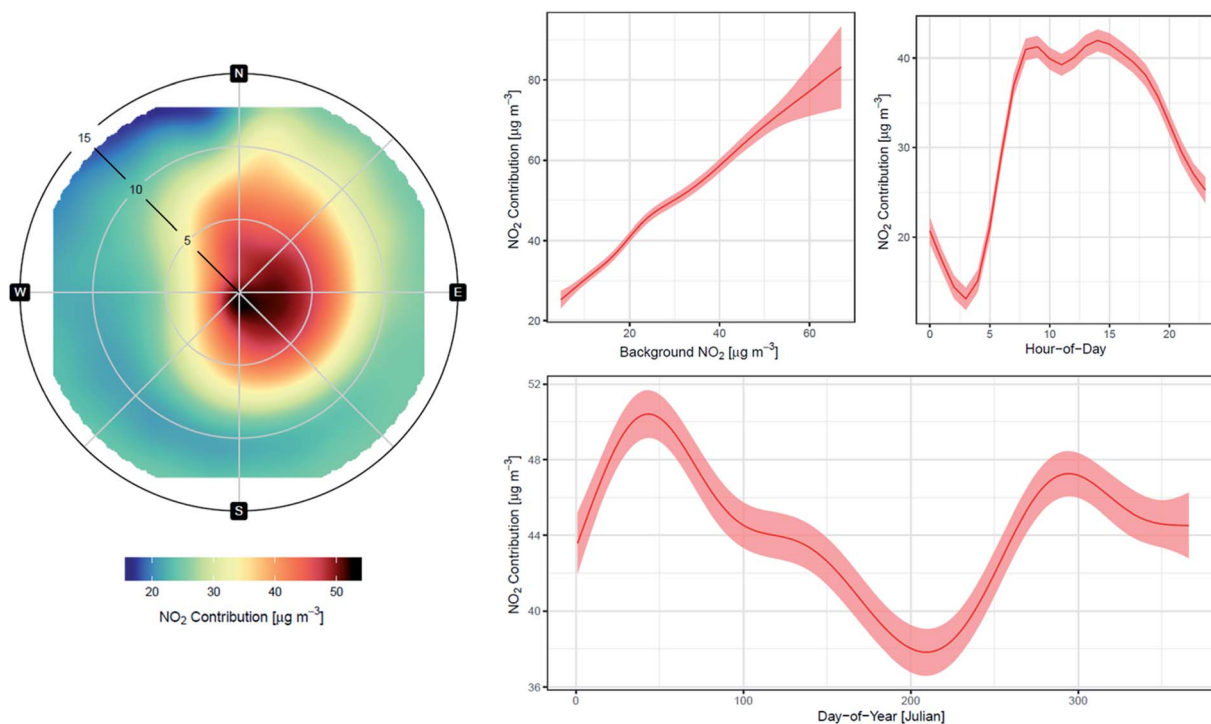 N
15
10
5
W
E
S
20 30 40 50
NO₂ Contribution [μg m⁻³]
NO₂ Contribution [μg m⁻³]
80
60
40
20
20 40 60
Background NO₂ [μg m⁻³]
NO₂ Contribution [μg m⁻³]
40
30
20
0 5 10 15 20
Hour−of−Day
NO₂ Contribution [μg m⁻³]
52
48
44
40
36
0 100 200 300
Day−of−Year [Julian]